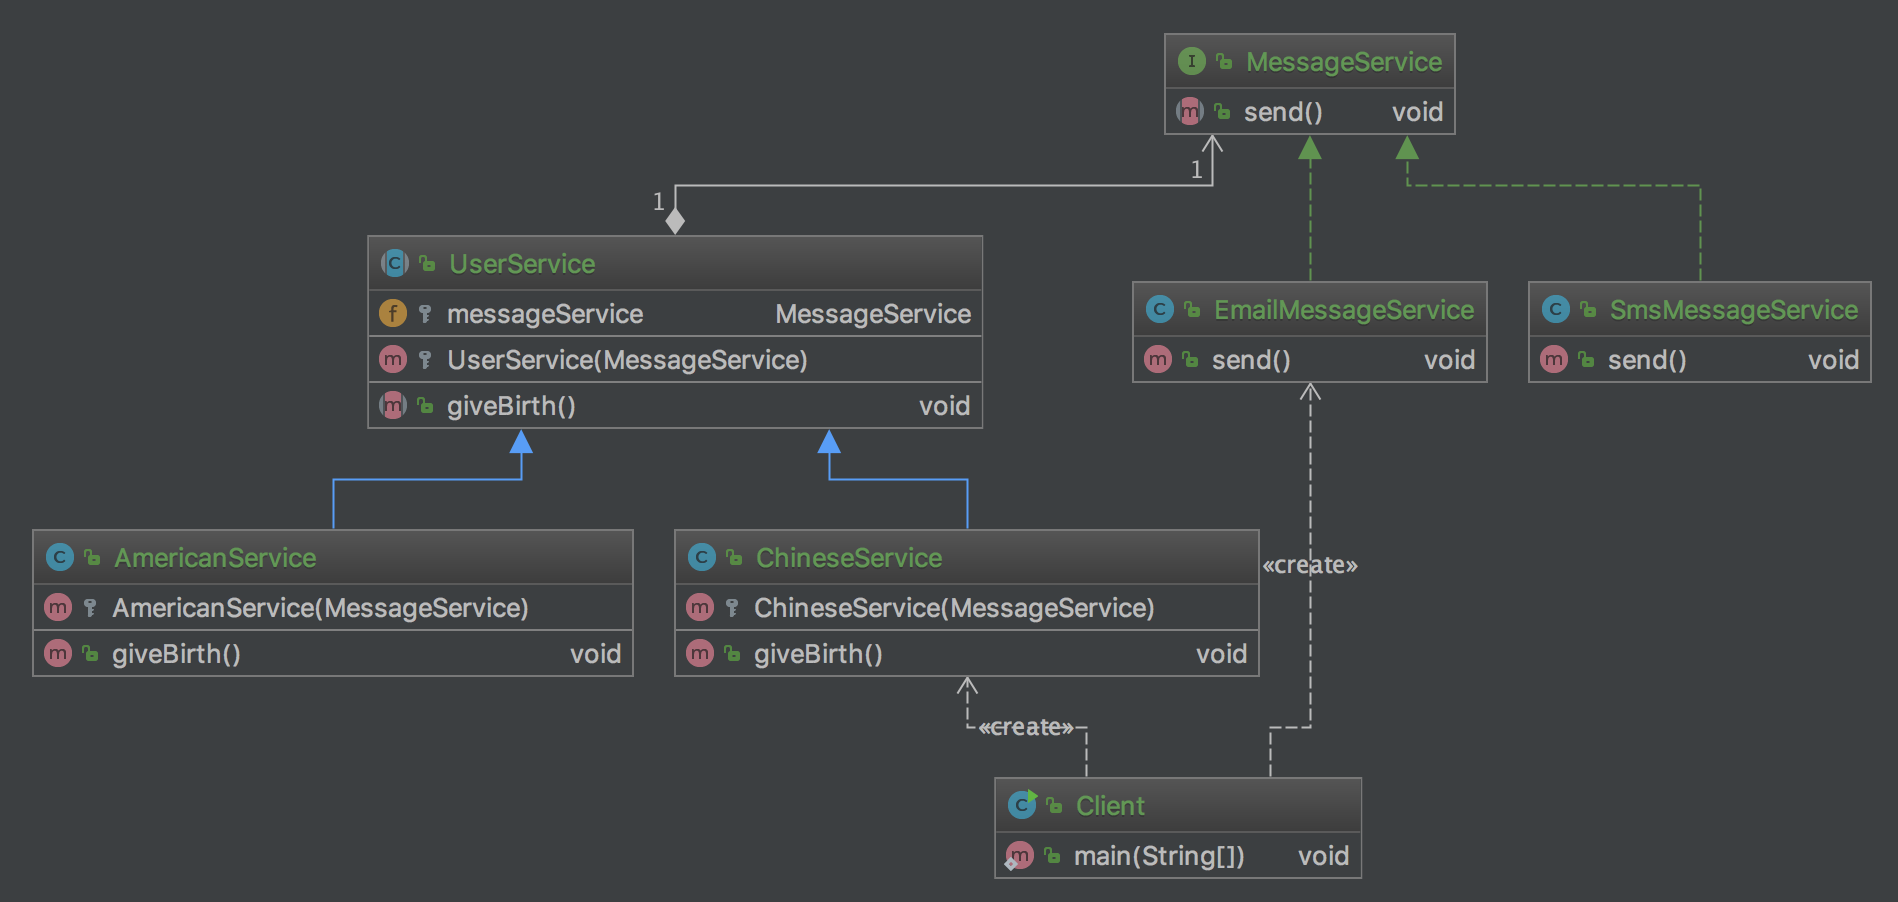 I MessageService
m send() void
1
1
C UserService
f messageService MessageService
m UserService(MessageService)
m giveBirth() void
C EmailMessageService
m send() void
C SmsMessageService
m send() void
C AmericanService
m AmericanService(MessageService)
m giveBirth() void
C ChineseService
m ChineseService(MessageService)
m giveBirth() void
«create»
«create»
C Client
m main(String[]) void